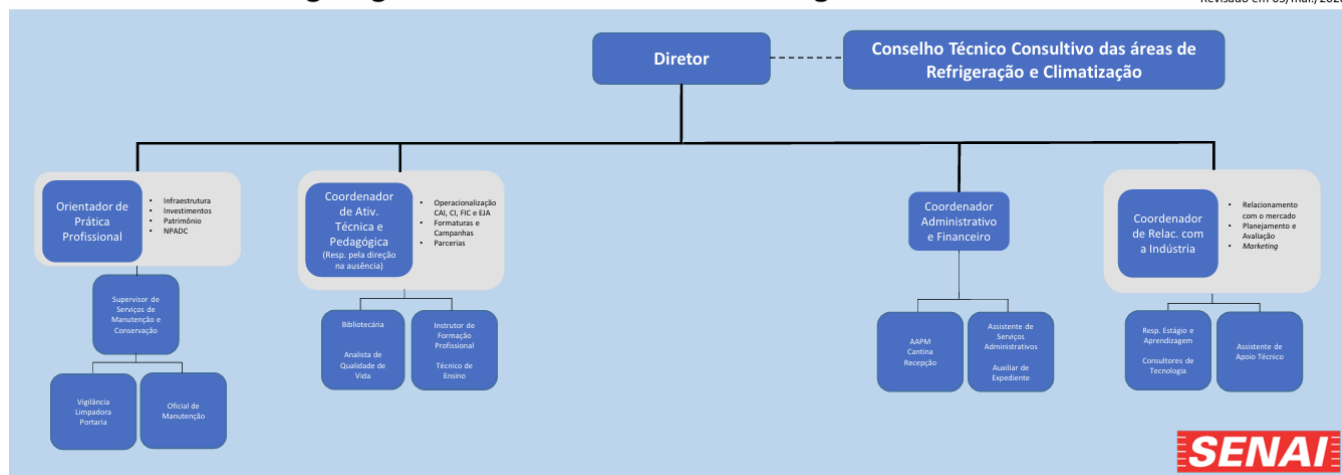 Diretor
Conselho Técnico Consultivo das áreas de
Refrigeração e Climatização
Orientador de
Prática
Profissional
• Infraestrutura
• Investimentos
• Patrimônio
• NPADC
Coordenador
de Ativ.
Técnica e
Pedagógica
(Resp. pela direção
na ausência)
• Operacionalização
CAI, CI, FIC e EJA
• Formaturas e
Campanhas
• Parcerias
Coordenador
Administrativo
e Financeiro
Coordenador
de Relac. com
a Indústria
• Relacionamento
com o mercado
• Planejamento e
Avaliação
• Marketing
Supervisor de
Serviços de
Manutenção e
Conservação
Vigilância
Limpadora
Portaria
Oficial de
Manutenção
Bibliotecária
Analista de
Qualidade de
Vida
Instrutor de
Formação
Profissional
Técnico de
Ensino
AAPM
Cantina
Recepção
Assistente de
Serviços
Administrativos
Auxiliar de
Expediente
Resp. Estágio e
Aprendizagem
Consultores de
Tecnologia
Assistente de
Apoio Técnico
SENAI